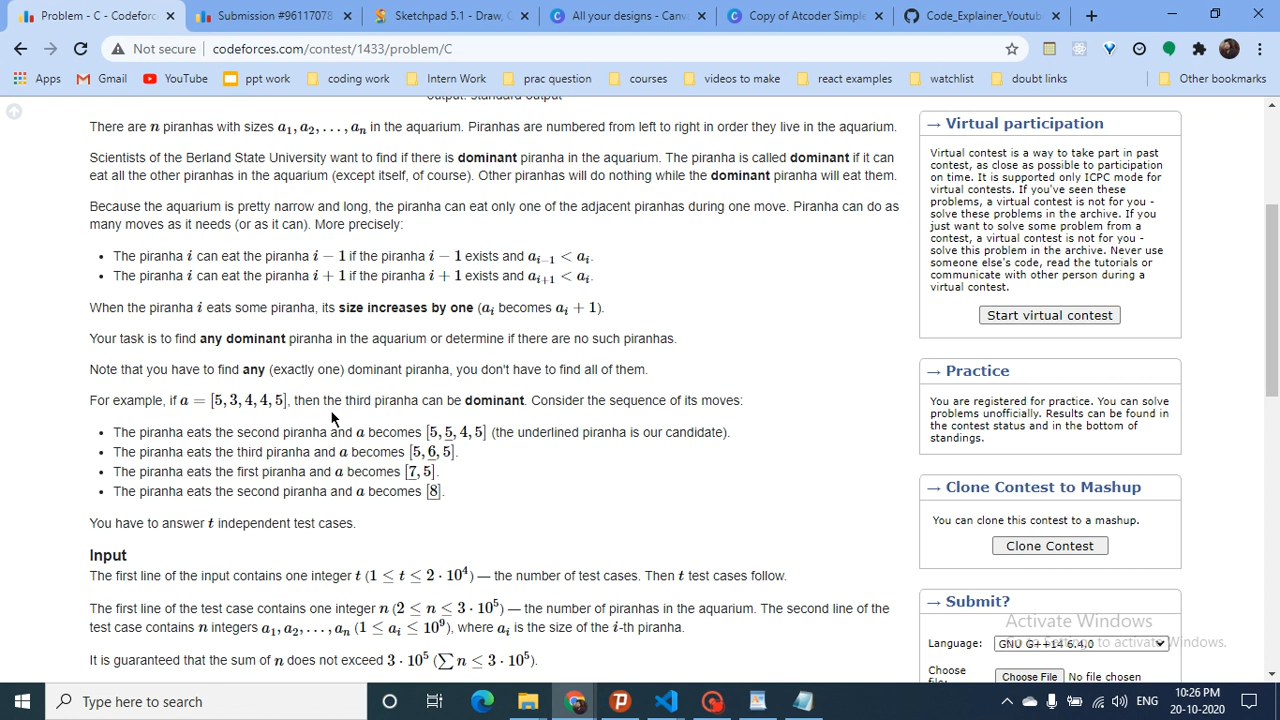 Problem - C - Codeforc
Submission #96117078
Sketchpad 5.1 - Draw, C
All your designs - Canva
Copy of Atcoder Simple
Code_Explainer_Youtub
Not secure codeforces.com/contest/1433/problem/C
Apps Gmail YouTube ppt work coding work Intern Work prac question courses videos to make react examples watchlist doubt links Other bookmarks
output: standard output
There are n piranhas with sizes a₁, a₂, . . . , aₙ in the aquarium. Piranhas are numbered from left to right in order they live in the aquarium.
Scientists of the Berland State University want to find if there is dominant piranha in the aquarium. The piranha is called dominant if it can
eat all the other piranhas in the aquarium (except itself, of course). Other piranhas will do nothing while the dominant piranha will eat them.
Because the aquarium is pretty narrow and long, the piranha can eat only one of the adjacent piranhas during one move. Piranha can do as
many moves as it needs (or as it can). More precisely:
• The piranha i can eat the piranha i − 1 if the piranha i − 1 exists and aᵢ₋₁ < aᵢ.
• The piranha i can eat the piranha i + 1 if the piranha i + 1 exists and aᵢ₊₁ < aᵢ.
When the piranha i eats some piranha, its size increases by one (aᵢ becomes aᵢ + 1).
Your task is to find any dominant piranha in the aquarium or determine if there are no such piranhas.
Note that you have to find any (exactly one) dominant piranha, you don't have to find all of them.
For example, if a = [5, 3, 4, 4, 5], then the third piranha can be dominant. Consider the sequence of its moves:
• The piranha eats the second piranha and a becomes [5, 5, 4, 5] (the underlined piranha is our candidate).
• The piranha eats the third piranha and a becomes [5, 6, 5].
• The piranha eats the first piranha and a becomes [7, 5].
• The piranha eats the second piranha and a becomes [8].
You have to answer t independent test cases.
Input
The first line of the input contains one integer t (1 ≤ t ≤ 2 · 10⁴) — the number of test cases. Then t test cases follow.
The first line of the test case contains one integer n (2 ≤ n ≤ 3 · 10⁵) — the number of piranhas in the aquarium. The second line of the
test case contains n integers a₁, a₂, . . . , aₙ (1 ≤ aᵢ ≤ 10⁹), where aᵢ is the size of the i-th piranha.
It is guaranteed that the sum of n does not exceed 3 · 10⁵ (∑ n ≤ 3 · 10⁵).
→ Virtual participation
Virtual contest is a way to take part in past
contest, as close as possible to participation
on time. It is supported only ICPC mode for
virtual contests. If you've seen these
problems, a virtual contest is not for you -
solve these problems in the archive. If you
just want to solve some problem from a
contest, a virtual contest is not for you -
solve this problem in the archive. Never use
someone else's code, read the tutorials or
communicate with other person during a
virtual contest.
Start virtual contest
→ Practice
You are registered for practice. You can solve
problems unofficially. Results can be found
in the contest status and in the bottom of
standings.
→ Clone Contest to Mashup
You can clone this contest to a mashup.
Clone Contest
→ Submit?
Language: GNU G++14 6.4.0
Choose
file:
Choose File No file chosen
Activate Windows
Go to Settings to activate Windows.
Type here to search
ENG
10:26 PM
20-10-2020